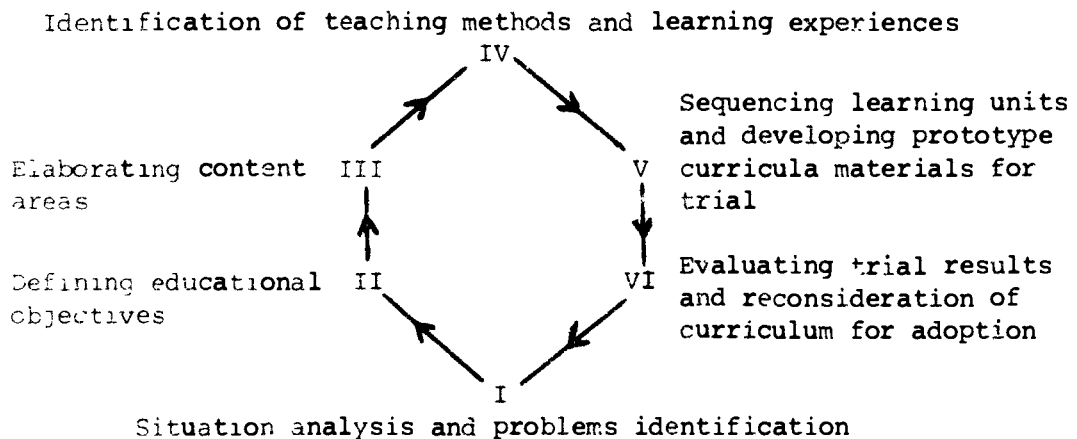 Identification of teaching methods and learning experiences
IV
Sequencing learning units
and developing prototype
curricula materials for
trial
V
Elaborating content
areas
III
Defining educational
objectives
II
VI
Evaluating trial results
and reconsideration of
curriculum for adoption
I
Situation analysis and problems identification